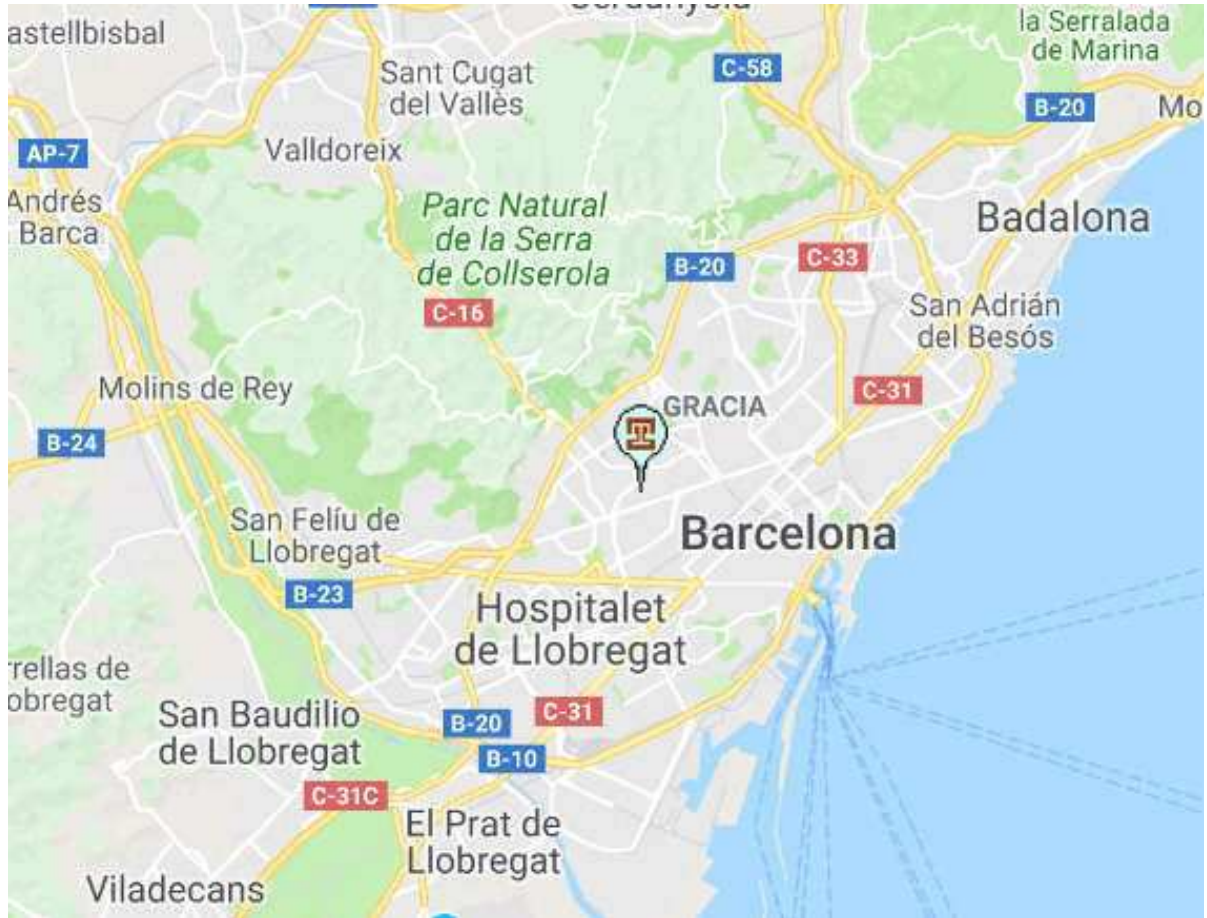 la Serralada
de Marina
astellbisbal
Sant Cugat
del Vallès
C-58
B-20
Mo
Valldoreix
AP-7
Andrés
Barca
Parc Natural
de la Serra
de Collserola
Badalona
B-20
C-33
C-16
San Adrián
del Besós
Molins de Rey
C-31
GRACIA
B-24
San Felíu de
Llobregat
Barcelona
B-23
Hospitalet
de Llobregat
rrellas de
obregat
San Baudilio
de Llobregat
B-20
C-31
B-10
C-31C
El Prat de
Llobregat
Viladecans